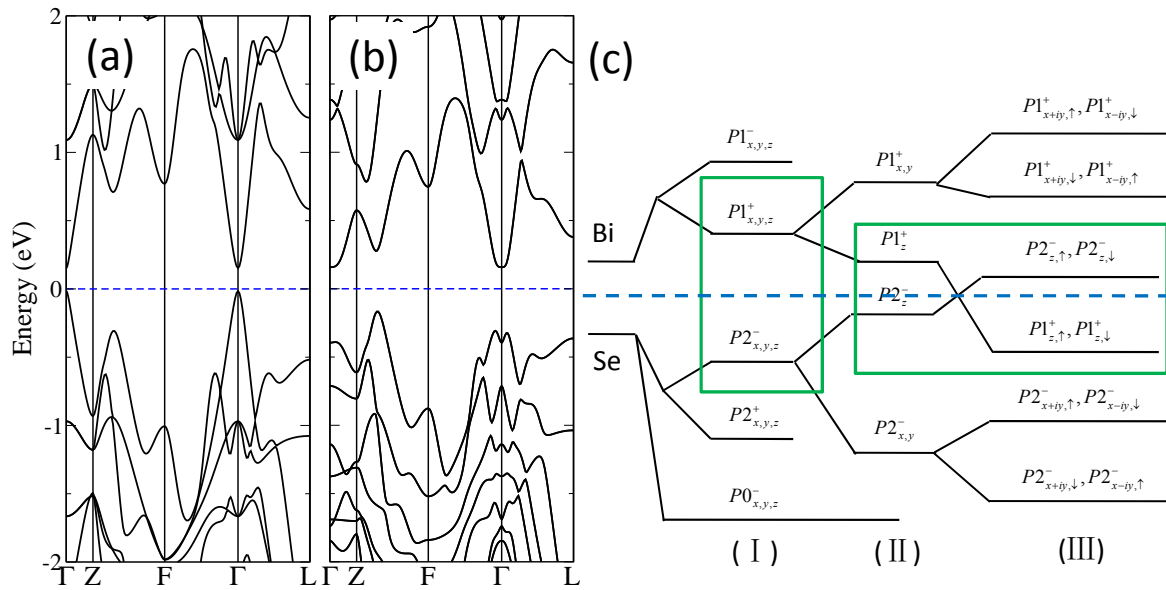 (a)
(b)
(c)
Energy (eV)
2
1
0
-1
-2
Γ Z F Γ L
Γ Z F Γ L
Bi
Se
P1⁻x,y,z
P1⁺x,y,z
P2⁻x,y,z
P2⁺x,y,z
P0⁻x,y,z
(Ⅰ)
P1⁺x,y
P1⁺z
P2⁻z
P2⁻x,y
(Ⅱ)
P1⁺x+iy,↑, P1⁺x−iy,↓
P1⁺x+iy,↓, P1⁺x−iy,↑
P2⁻z,↑, P2⁻z,↓
P1⁺z,↑, P1⁺z,↓
P2⁻x+iy,↑, P2⁻x−iy,↓
P2⁻x+iy,↓, P2⁻x−iy,↑
(Ⅲ)